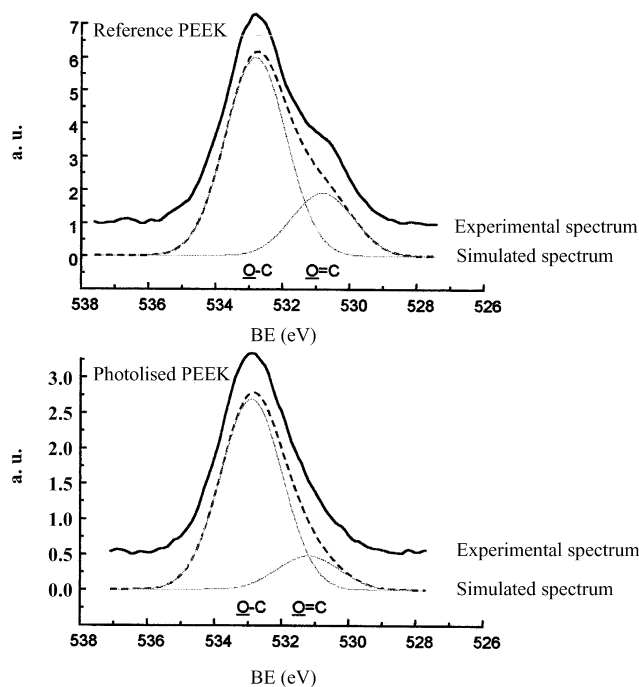 Reference PEEK
a. u.
7
6
5
4
3
2
1
0
Experimental spectrum
Simulated spectrum
O-C O=C
538 536 534 532 530 528 526
BE (eV)
Photolised PEEK
a. u.
3.0
2.5
2.0
1.5
1.0
0.5
0.0
Experimental spectrum
Simulated spectrum
O-C O=C
538 536 534 532 530 528 526
BE (eV)